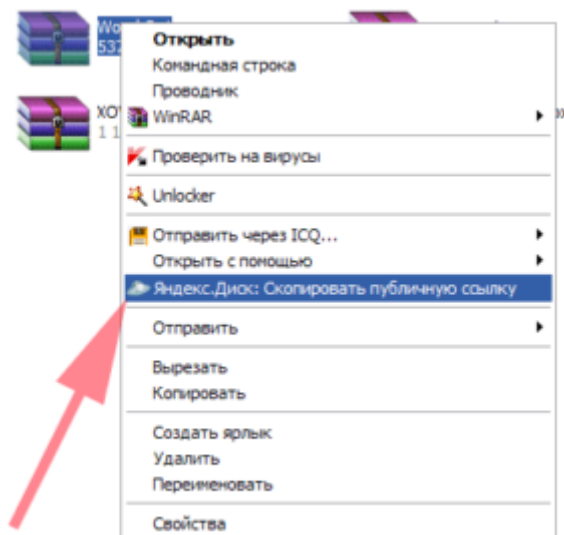 Открыть
Командная строка
Проводник
WinRAR
Проверить на вирусы
Unlocker
Отправить через ICQ...
Открыть с помощью
Яндекс.Диск: Скопировать публичную ссылку
Отправить
Вырезать
Копировать
Создать ярлык
Удалить
Переименовать
Свойства